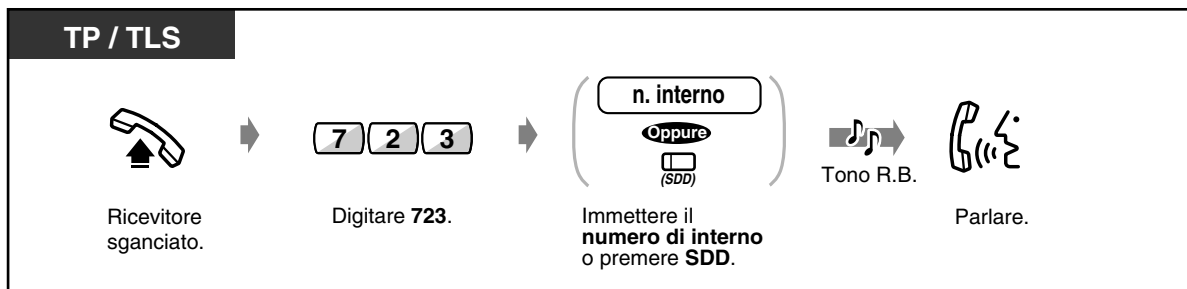 TP / TLS
n. interno
Oppure
7 2 3
(SDD)
Tono R.B.
Ricevitore
sganciato.
Digitare 723.
Immettere il
numero di interno
o premere SDD.
Parlare.